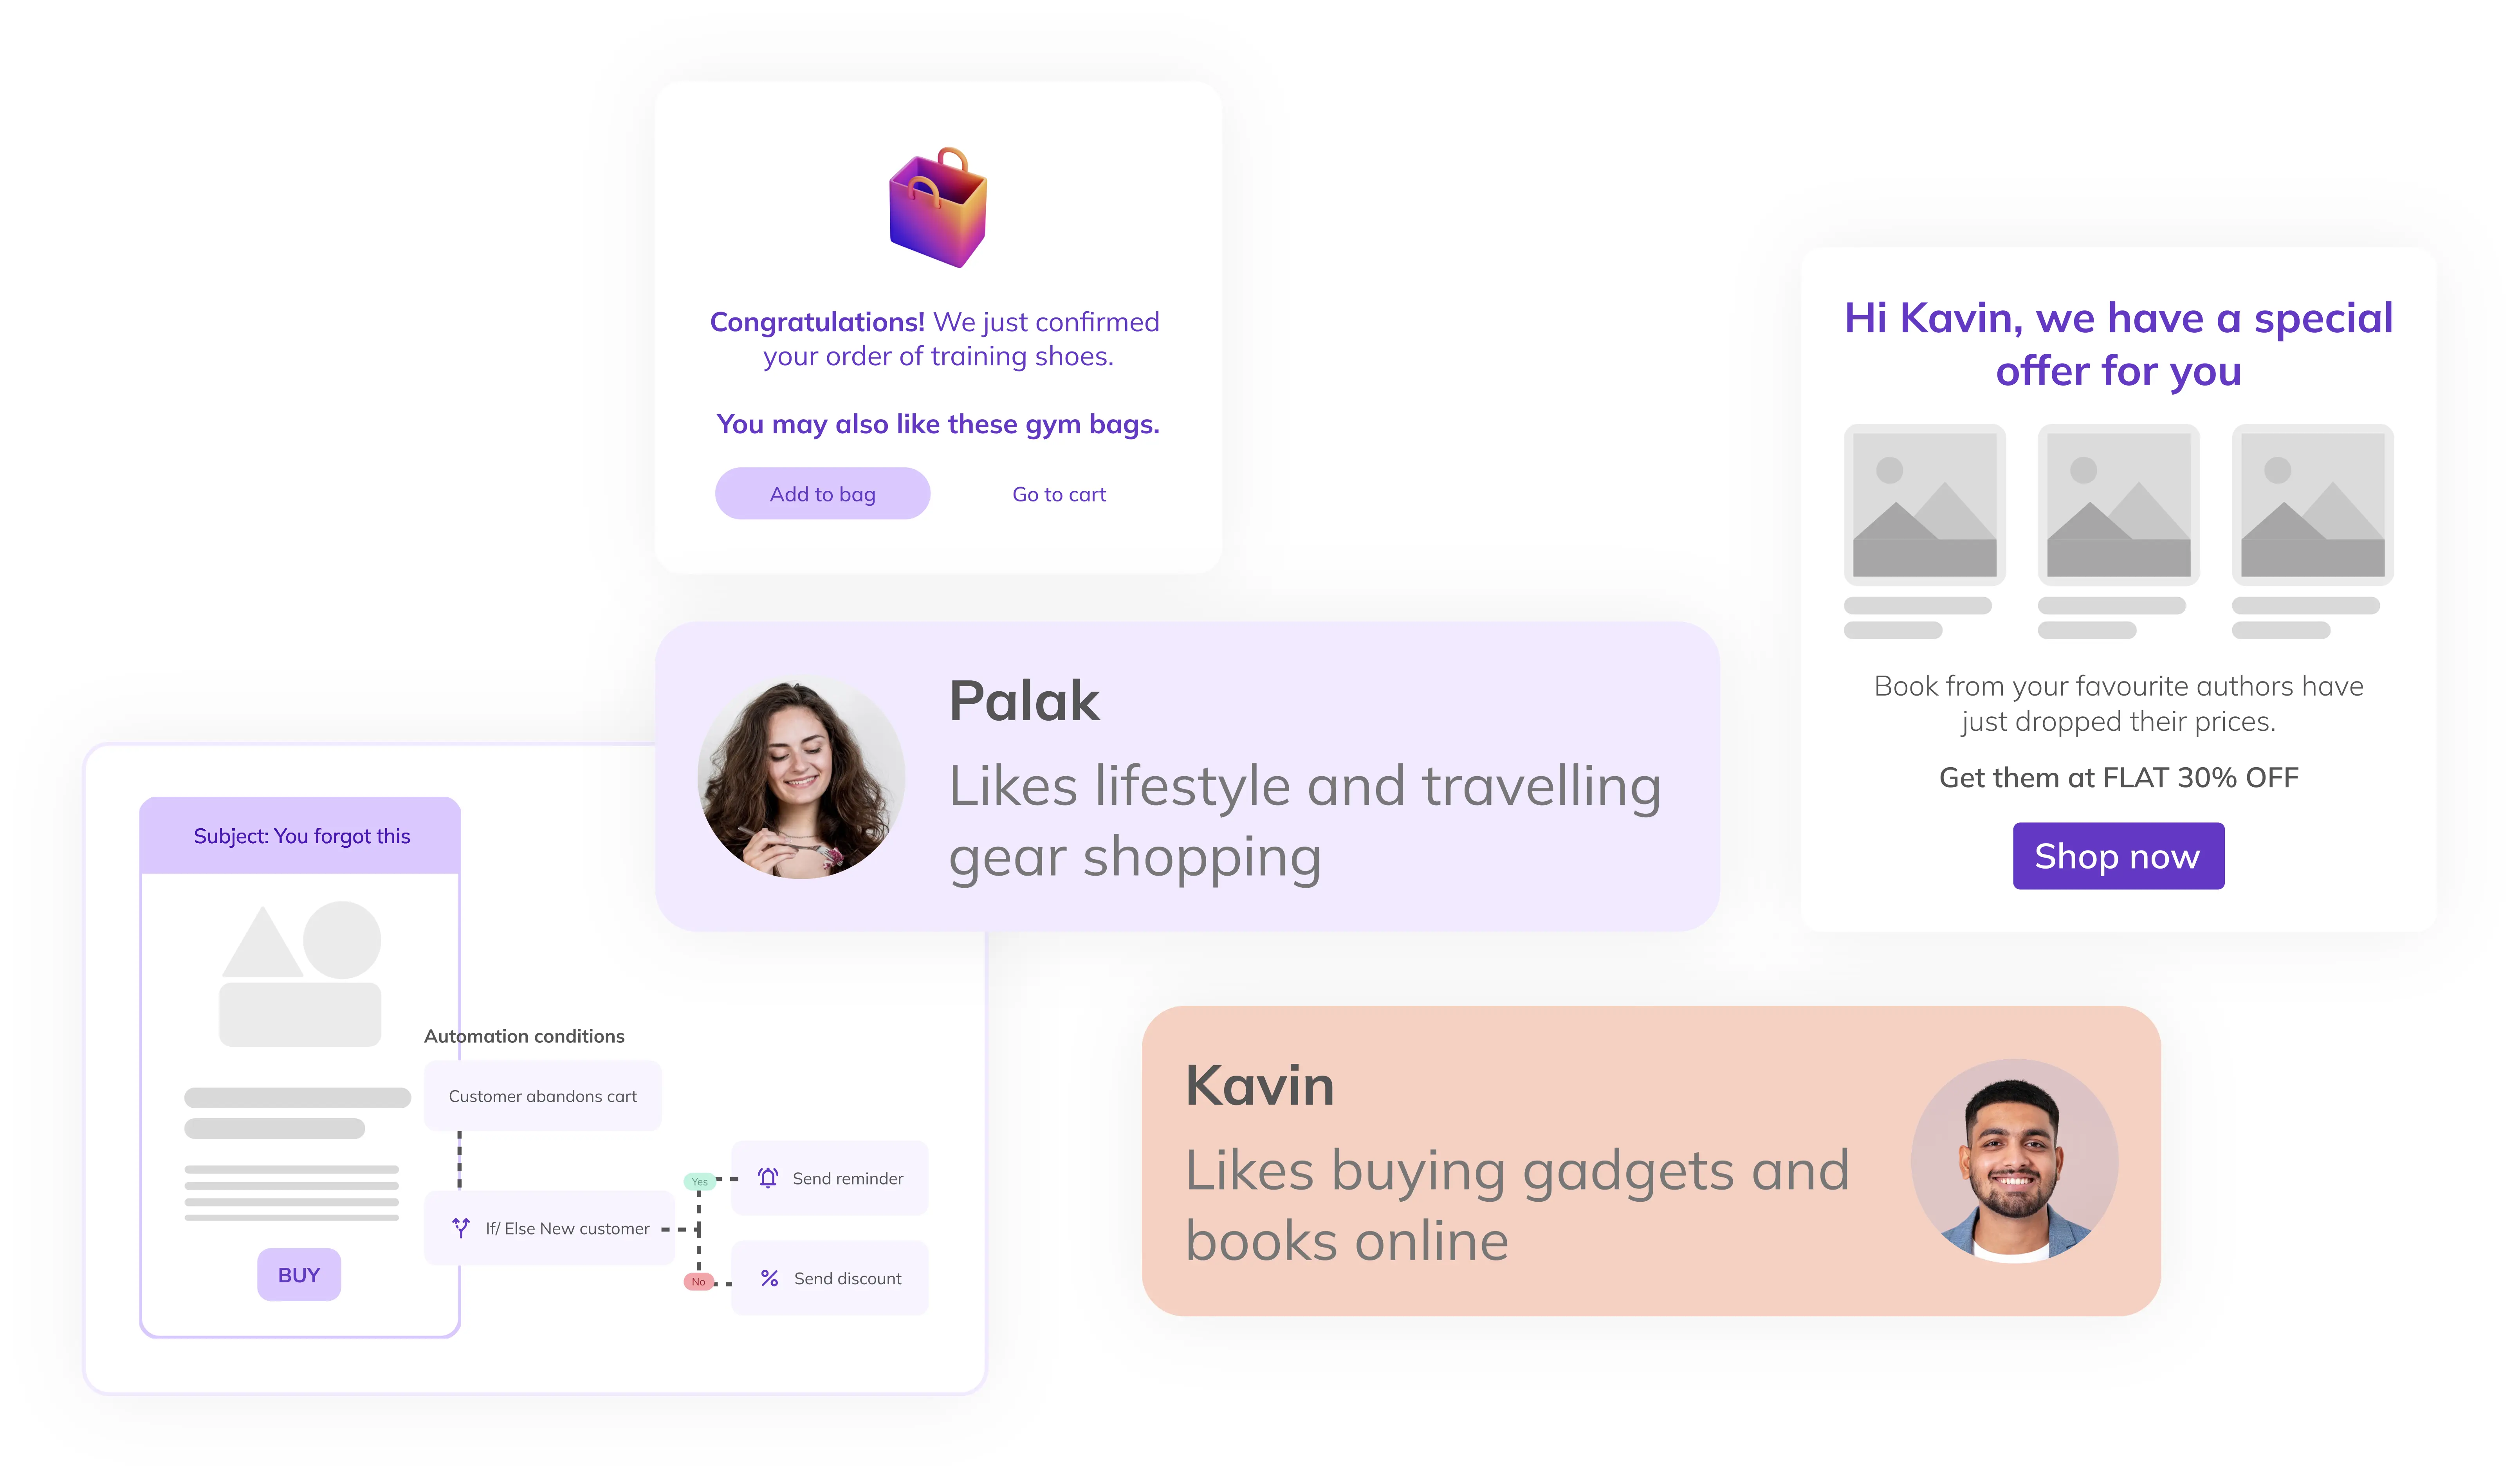 Congratulations! We just confirmed
your order of training shoes.
You may also like these gym bags.
Add to bag
Go to cart
Hi Kavin, we have a special
offer for you
Book from your favourite authors have
just dropped their prices.
Get them at FLAT 30% OFF
Shop now
Palak
Likes lifestyle and travelling
gear shopping
Subject: You forgot this
BUY
Automation conditions
Customer abandons cart
If/ Else New customer
Yes
Send reminder
No
Send discount
Kavin
Likes buying gadgets and
books online